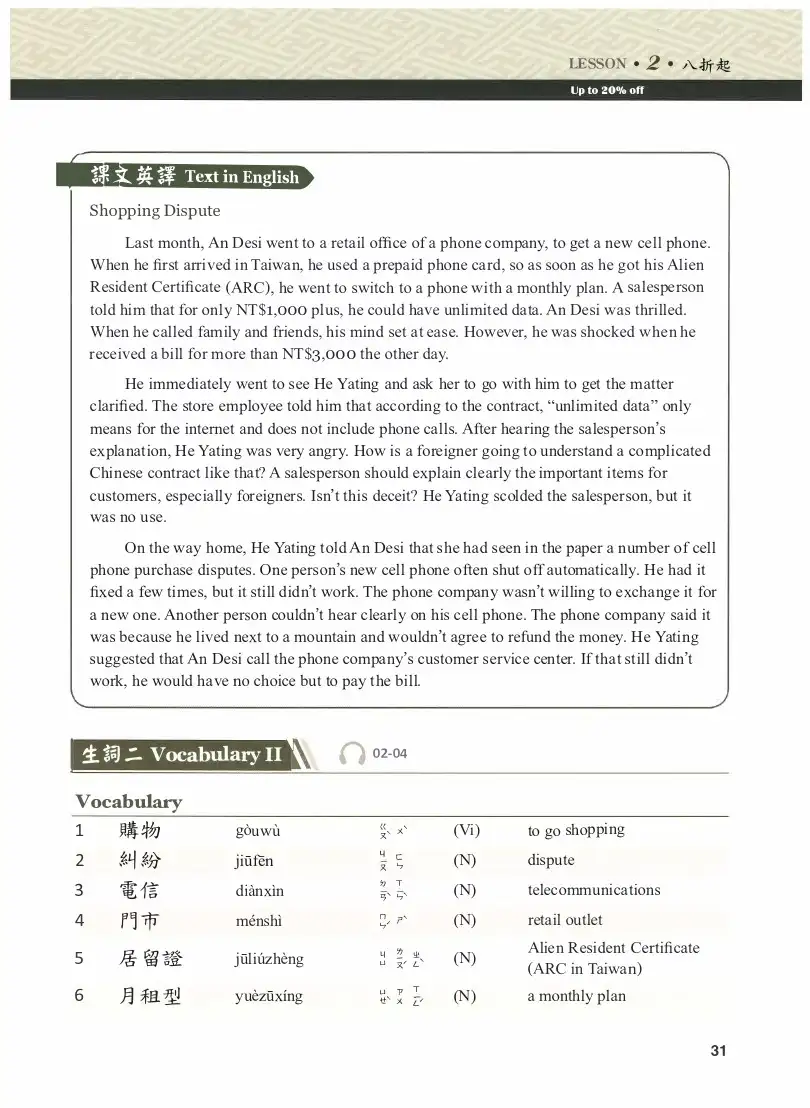 LESSON • 2 • 八折起
Up to 20% off
課文英譯 Text in English
Shopping Dispute
Last month, An Desi went to a retail office of a phone company, to get a new cell phone.
When he first arrived in Taiwan, he used a prepaid phone card, so as soon as he got his Alien
Resident Certificate (ARC), he went to switch to a phone with a monthly plan. A salesperson
told him that for only NT$1,000 plus, he could have unlimited data. An Desi was thrilled.
When he called family and friends, his mind set at ease. However, he was shocked when he
received a bill for more than NT$3,000 the other day.
He immediately went to see He Yating and ask her to go with him to get the matter
clarified. The store employee told him that according to the contract, “unlimited data” only
means for the internet and does not include phone calls. After hearing the salesperson’s
explanation, He Yating was very angry. How is a foreigner going to understand a complicated
Chinese contract like that? A salesperson should explain clearly the important items for
customers, especially foreigners. Isn’t this deceit? He Yating scolded the salesperson, but it
was no use.
On the way home, He Yating told An Desi that she had seen in the paper a number of cell
phone purchase disputes. One person’s new cell phone often shut off automatically. He had it
fixed a few times, but it still didn’t work. The phone company wasn’t willing to exchange it for
a new one. Another person couldn’t hear clearly on his cell phone. The phone company said it
was because he lived next to a mountain and wouldn’t agree to refund the money. He Yating
suggested that An Desi call the phone company’s customer service center. If that still didn’t
work, he would have no choice but to pay the bill.
生詞二 Vocabulary II 02-04
Vocabulary
1 購物 gòuwù ㄍㄡˋ ㄨˋ (Vi) to go shopping
2 糾紛 jiūfēn ㄐㄧㄡ ㄈㄣ (N) dispute
3 電信 diànxìn ㄉㄧㄢˋ ㄒㄧㄣˋ (N) telecommunications
4 門市 ménshì ㄇㄣˊ ㄕˋ (N) retail outlet
5 居留證 jūliúzhèng ㄐㄩ ㄌㄧㄡˊ ㄓㄥˋ (N) Alien Resident Certificate
(ARC in Taiwan)
6 月租型 yuèzūxíng ㄩㄝˋ ㄗㄨ ㄒㄧㄥˊ (N) a monthly plan
31